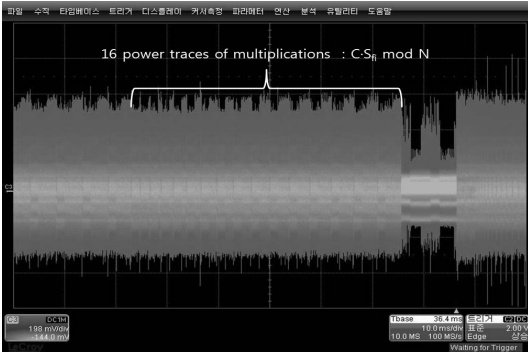 파일 수직 타임베이스 트리거 디스플레이 커서측정 파라메터 연산 분석 유틸리티 도움말
16 power traces of multiplications : C·Sfi mod N
C3
C3 DC1M
198 mV/div
-144.0 mV
Tbase 36.4 ms
10.0 ms/div
10.0 MS 100 MS/s
트리거 C2 DC
표준 2.00 V
Edge 상승
LeCroy
Waiting for Trigger